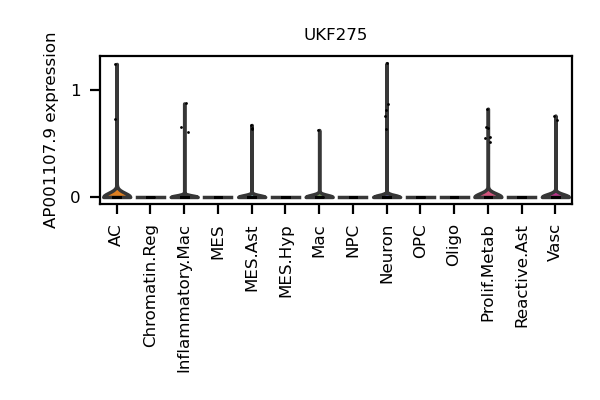 UKF275
AP001107.9 expression
1
0
AC
Chromatin.Reg
Inflammatory.Mac
MES
MES.Ast
MES.Hyp
Mac
NPC
Neuron
OPC
Oligo
Prolif.Metab
Reactive.Ast
Vasc